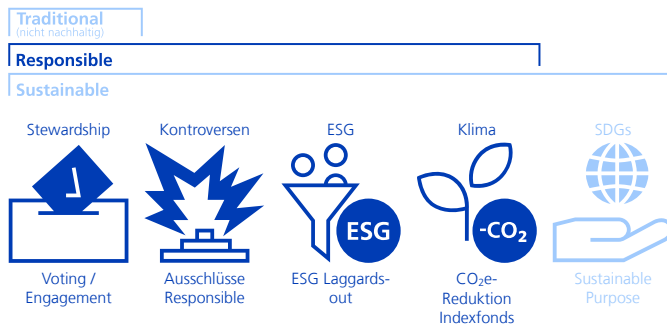 Traditional
(nicht nachhaltig)
Responsible
Sustainable
Stewardship
Kontroversen
ESG
Klima
SDGs
ESG
-CO₂
Voting /
Engagement
Ausschlüsse
Responsible
ESG Laggards-
out
CO₂e-
Reduktion
Indexfonds
Sustainable
Purpose